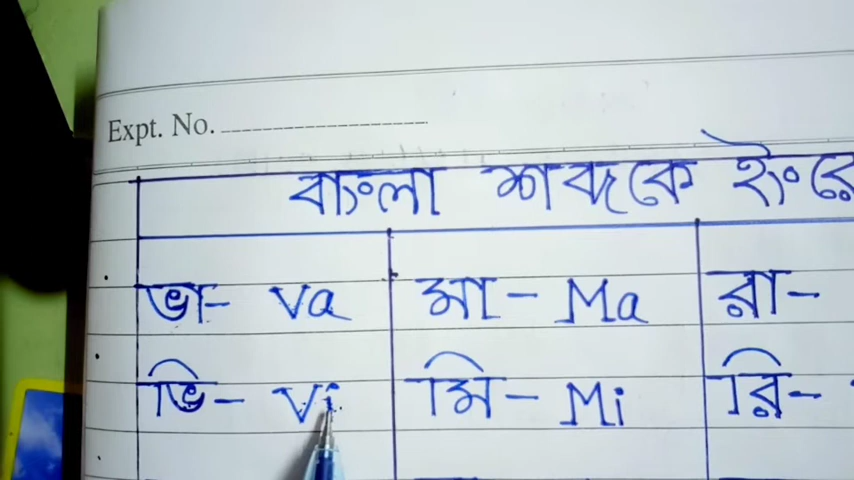 Expt. No.
বাংলা শব্দকে
ভা- Va মা - Ma রা-
ভি- Vi মি - Mi রি-